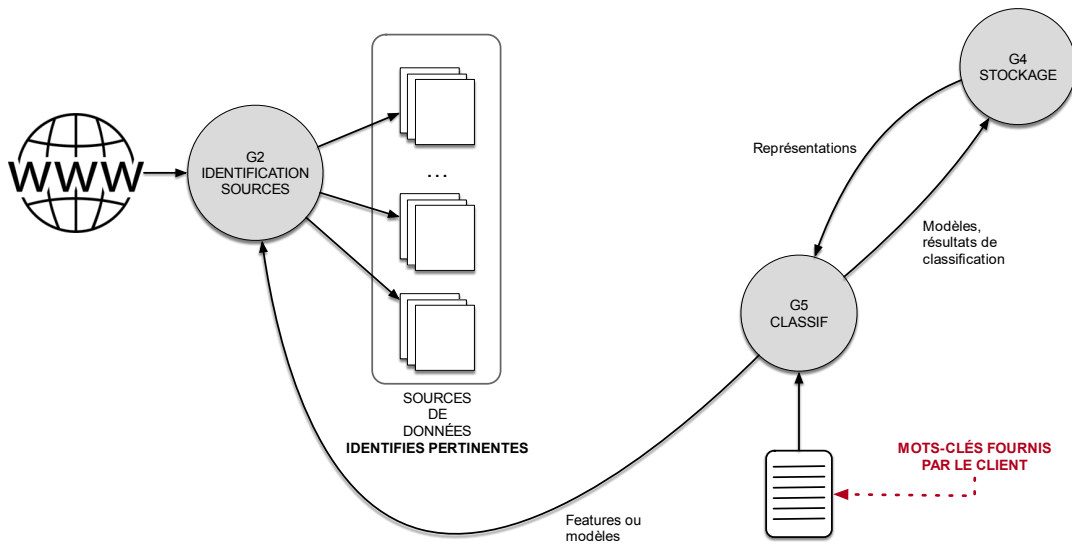 WWW
G2
IDENTIFICATION
SOURCES
...
SOURCES
DE
DONNÉES
IDENTIFIES PERTINENTES
G4
STOCKAGE
Représentations
Modèles,
résultats de
classification
G5
CLASSIF
MOTS-CLÉS FOURNIS
PAR LE CLIENT
Features ou
modèles